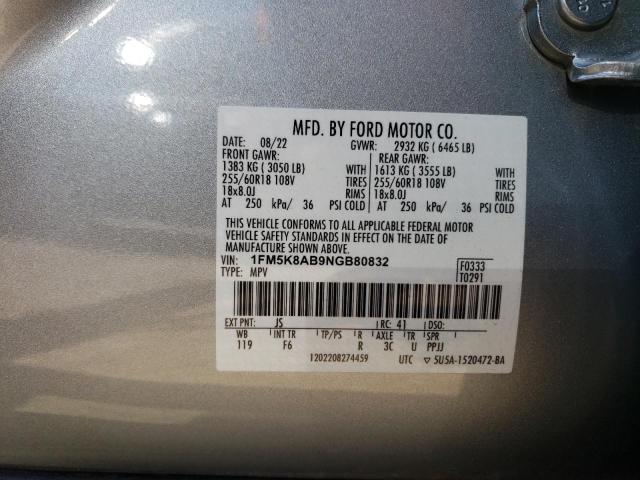 MFD. BY FORD MOTOR CO.
DATE: 08/22 GVWR: 2932 KG ( 6465 LB)
FRONT GAWR: REAR GAWR:
1383 KG ( 3050 LB) 1613 KG ( 3555 LB)
255/60R18 108V TIRES 255/60R18 108V TIRES
18x8.0J RIMS 18x8.0J RIMS
AT 250 kPa/ 36 PSI COLD AT 250 kPa/ 36 PSI COLD
THIS VEHICLE CONFORMS TO ALL APPLICABLE FEDERAL MOTOR
VEHICLE SAFETY STANDARDS IN EFFECT ON THE DATE OF
MANUFACTURE SHOWN ABOVE.
VIN: 1FM5K8AB9NGB80832 F0333
TYPE: MPV T0291
EXT PNT: JS RC: 41 DSO:
WB INT TR TP/PS R AXLE TR SPR
119 F6 R 3C U PPJJ
1202208274459 UTC ▽ 5U5A-1520472-BA